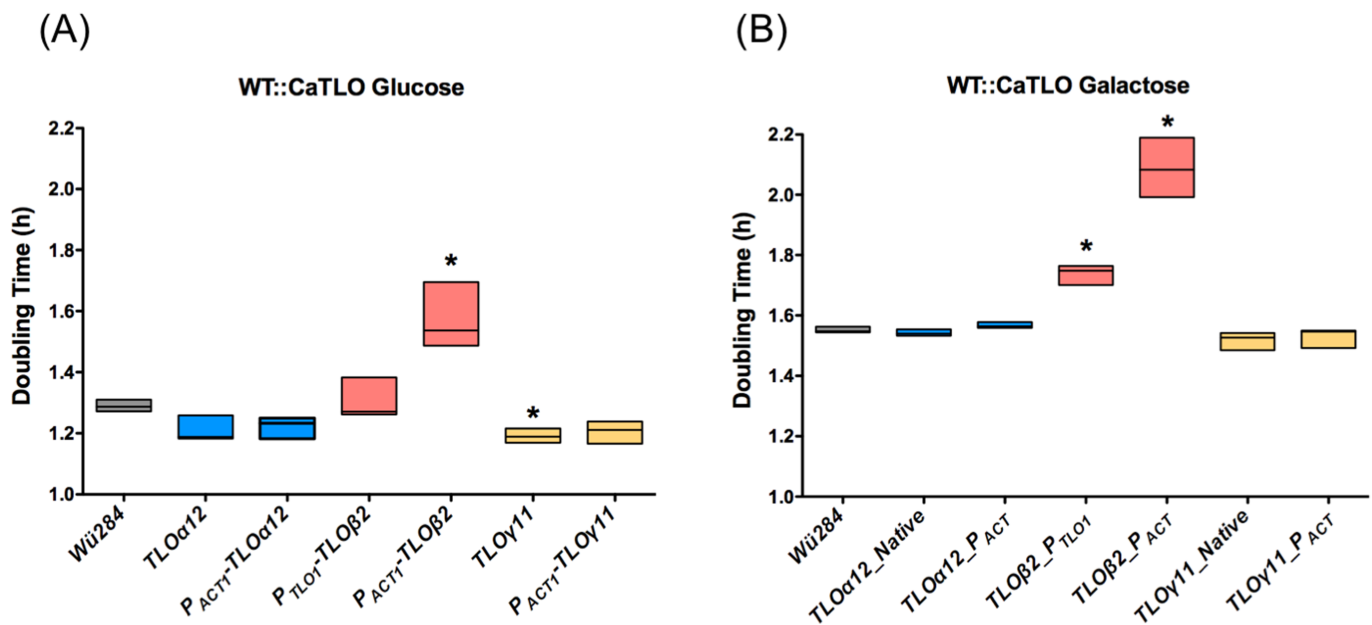 (A)
WT::CaTLO Glucose
Doubling Time (h)
2.2
2.0
1.8
1.6
1.4
1.2
1.0
*
*
Wü284
TLOα12
PACT1-TLOα12
PTLO1-TLOβ2
PACT1-TLOβ2
TLOγ11
PACT1-TLOγ11
(B)
WT::CaTLO Galactose
Doubling Time (h)
2.2
2.0
1.8
1.6
1.4
1.2
1.0
*
*
Wü284
TLOα12_Native
TLOα12_PACT
TLOβ2_PTLO1
TLOβ2_PACT
TLOγ11_Native
TLOγ11_PACT